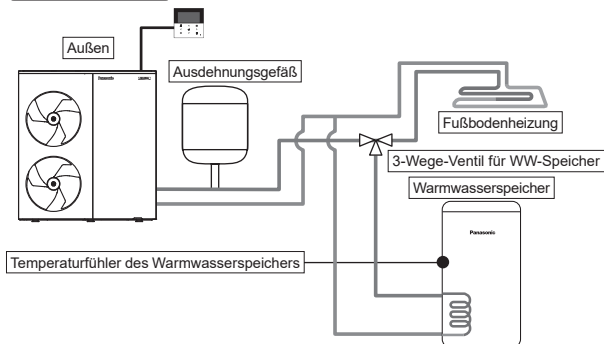 Außen
Panasonic
Ausdehnungsgefäß
Fußbodenheizung
3-Wege-Ventil für WW-Speicher
Warmwasserspeicher
Panasonic
Temperaturfühler des Warmwasserspeichers